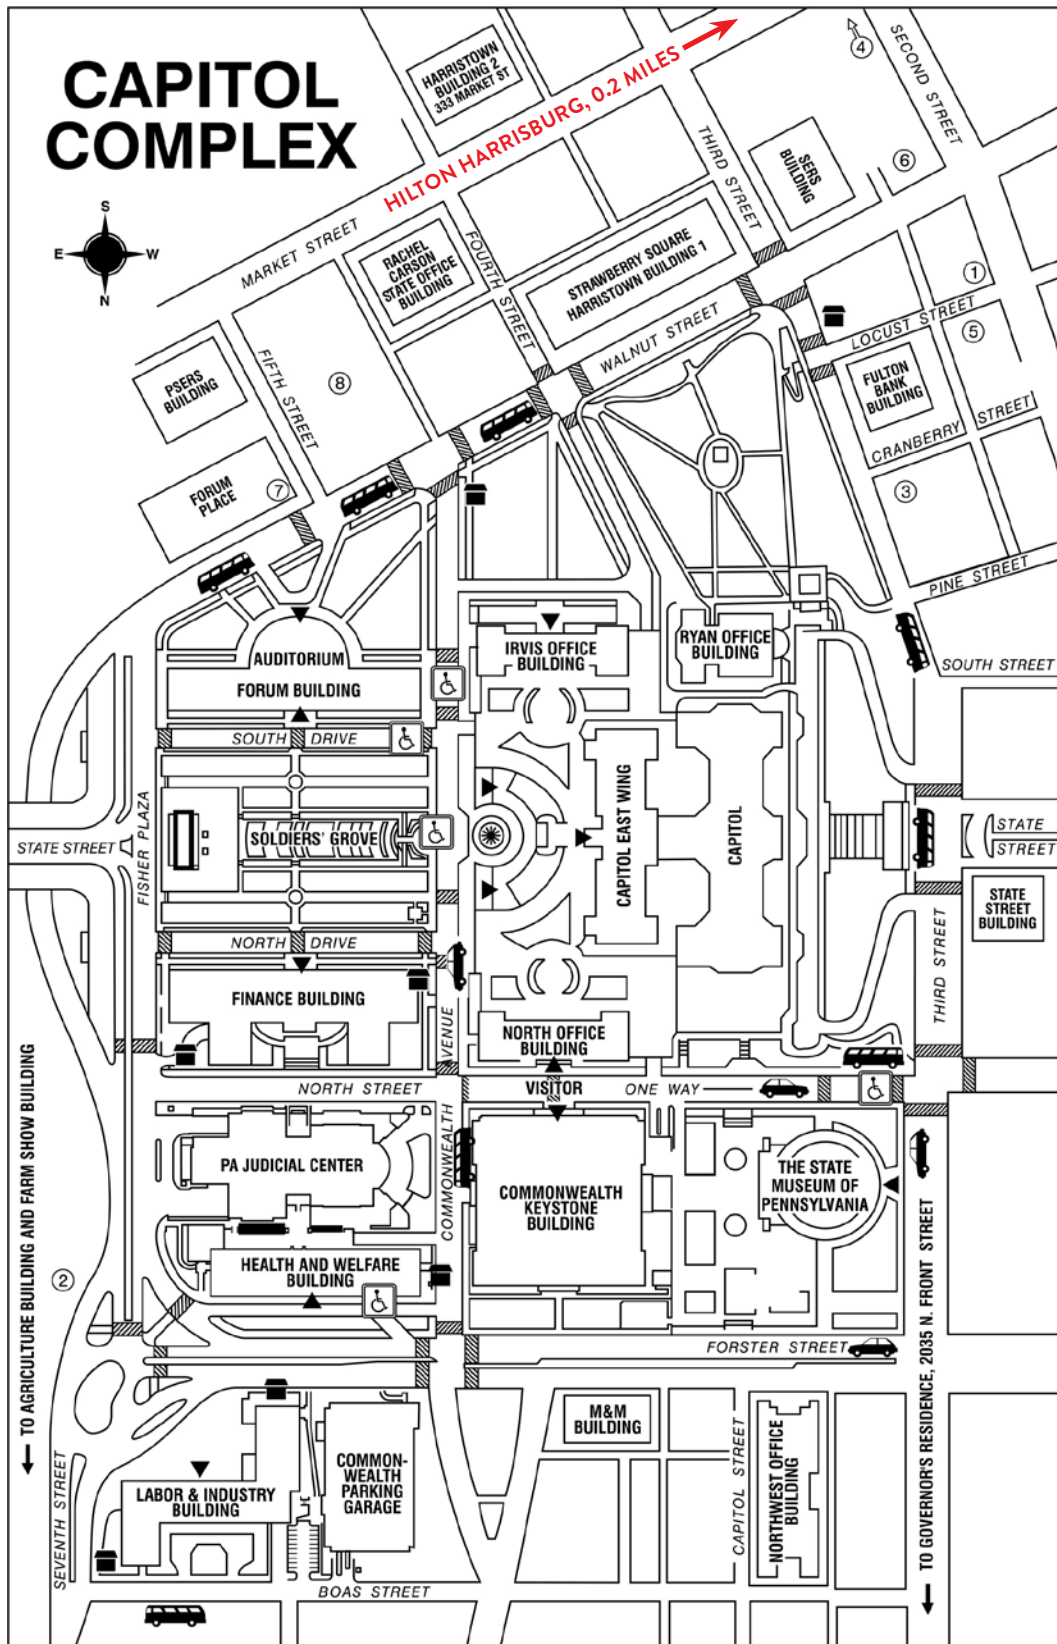 CAPITOL
COMPLEX
S
E
W
N
HARRISTOWN
BUILDING 2
333 MARKET ST
HILTON HARRISBURG, 0.2 MILES
4
SECOND STREET
THIRD STREET
SERS
BUILDING
6
MARKET STREET
RACHEL
CARSON
STATE OFFICE
BUILDING
FOURTH STREET
STRAWBERRY SQUARE
HARRISTOWN BUILDING 1
1
LOCUST STREET
5
WALNUT STREET
PSERS
BUILDING
FIFTH STREET
8
FULTON
BANK
BUILDING
CRANBERRY STREET
FORUM
PLACE
7
3
PINE STREET
AUDITORIUM
FORUM BUILDING
IRVIS OFFICE
BUILDING
RYAN OFFICE
BUILDING
SOUTH STREET
SOUTH DRIVE
FISHER PLAZA
STATE STREET
SOLDIERS' GROVE
CAPITOL EAST WING
CAPITOL
STATE
STREET
STATE
STREET
BUILDING
NORTH DRIVE
FINANCE BUILDING
THIRD STREET
NORTH OFFICE
BUILDING
NORTH STREET
VISITOR
ONE WAY
COMMONWEALTH AVENUE
PA JUDICIAL CENTER
COMMONWEALTH
KEYSTONE
BUILDING
THE STATE
MUSEUM OF
PENNSYLVANIA
HEALTH AND WELFARE
BUILDING
2
TO AGRICULTURE BUILDING AND FARM SHOW BUILDING
FORSTER STREET
TO GOVERNOR'S RESIDENCE, 2035 N. FRONT STREET
M&M
BUILDING
CAPITOL STREET
NORTHWEST OFFICE
BUILDING
COMMON-
WEALTH
PARKING
GARAGE
LABOR & INDUSTRY
BUILDING
SEVENTH STREET
BOAS STREET